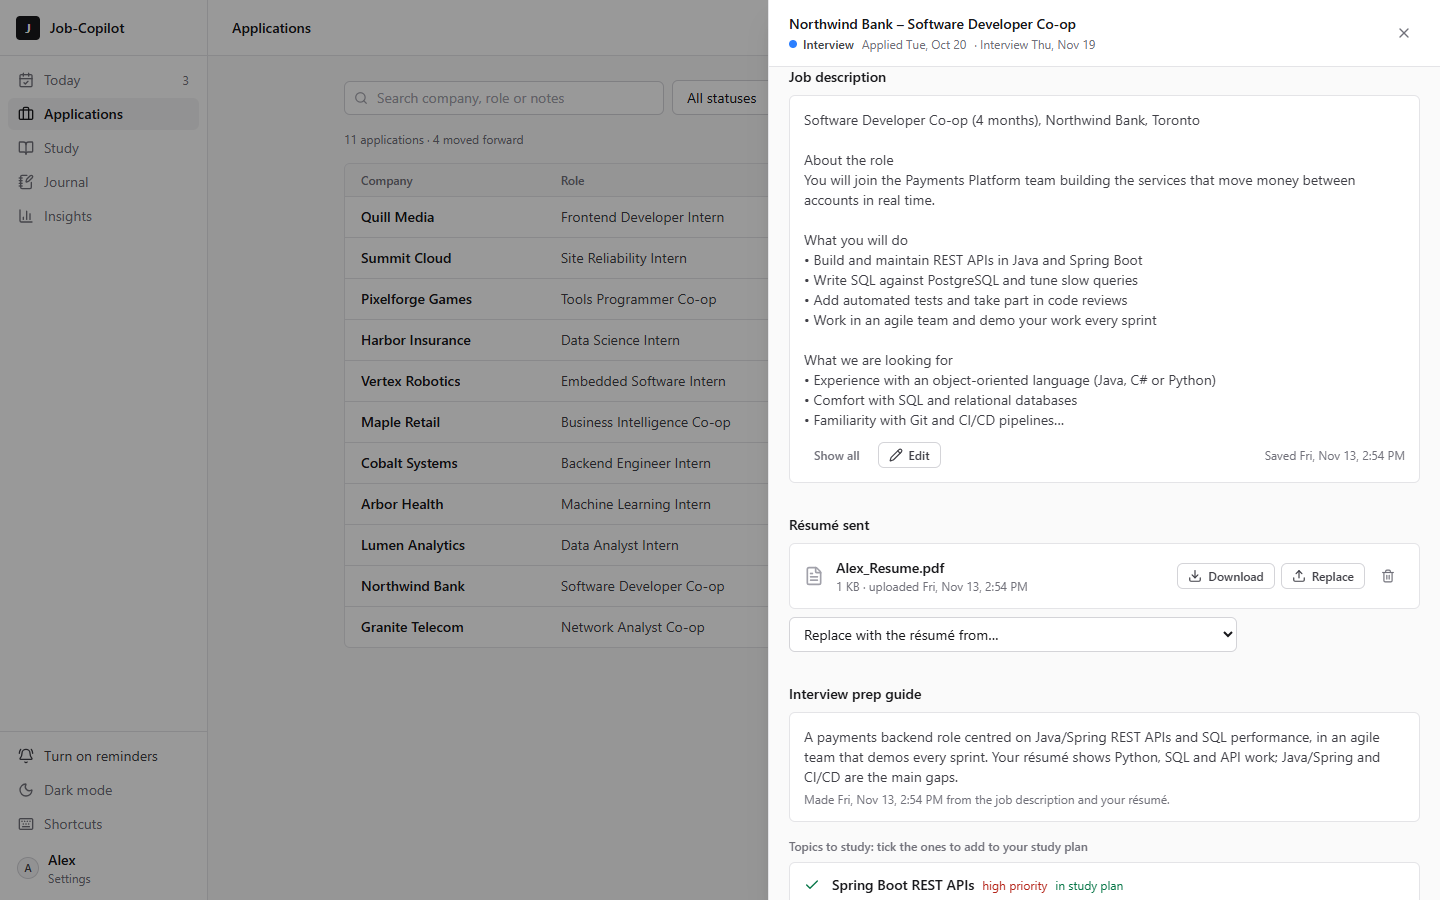 J Job-Copilot
Today 3
Applications
Study
Journal
Insights
Turn on reminders
Dark mode
Shortcuts
A Alex
Settings
Applications
Search company, role or notes
All statuses
11 applications · 4 moved forward
Company Role
Quill Media Frontend Developer Intern
Summit Cloud Site Reliability Intern
Pixelforge Games Tools Programmer Co-op
Harbor Insurance Data Science Intern
Vertex Robotics Embedded Software Intern
Maple Retail Business Intelligence Co-op
Cobalt Systems Backend Engineer Intern
Arbor Health Machine Learning Intern
Lumen Analytics Data Analyst Intern
Northwind Bank Software Developer Co-op
Granite Telecom Network Analyst Co-op
Northwind Bank – Software Developer Co-op
Interview Applied Tue, Oct 20 · Interview Thu, Nov 19
Job description
Software Developer Co-op (4 months), Northwind Bank, Toronto
About the role
You will join the Payments Platform team building the services that move money between
accounts in real time.
What you will do
• Build and maintain REST APIs in Java and Spring Boot
• Write SQL against PostgreSQL and tune slow queries
• Add automated tests and take part in code reviews
• Work in an agile team and demo your work every sprint
What we are looking for
• Experience with an object-oriented language (Java, C# or Python)
• Comfort with SQL and relational databases
• Familiarity with Git and CI/CD pipelines…
Show all Edit Saved Fri, Nov 13, 2:54 PM
Résumé sent
Alex_Resume.pdf
1 KB · uploaded Fri, Nov 13, 2:54 PM
Download Replace
Replace with the résumé from…
Interview prep guide
A payments backend role centred on Java/Spring REST APIs and SQL performance, in an agile
team that demos every sprint. Your résumé shows Python, SQL and API work; Java/Spring and
CI/CD are the main gaps.
Made Fri, Nov 13, 2:54 PM from the job description and your résumé.
Topics to study: tick the ones to add to your study plan
Spring Boot REST APIs high priority in study plan